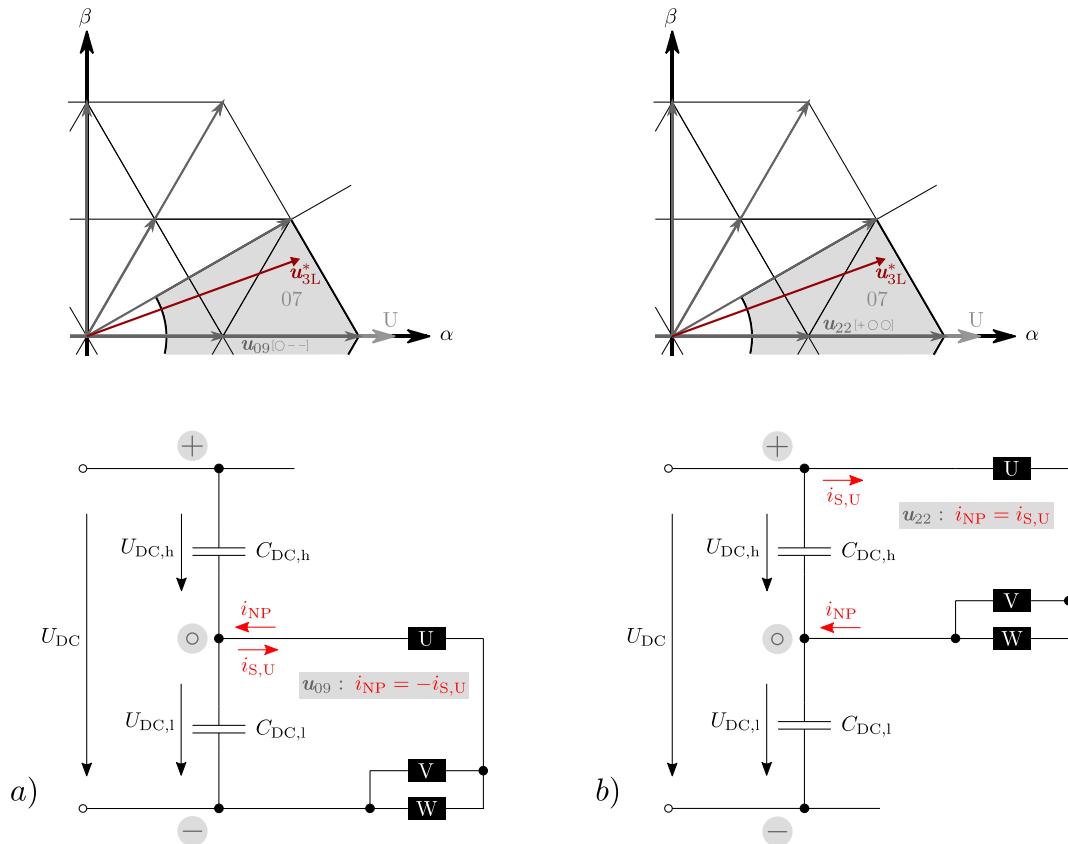 β
β
u*3L
u*3L
07
07
U
U
u09[○ - -]
u22[+ ○ ○]
α
α
+
+
U
iS,U
u22 : iNP = iS,U
UDC,h
CDC,h
UDC,h
CDC,h
iNP
V
iNP
UDC
○
U
UDC
○
W
iS,U
u09 : iNP = −iS,U
UDC,l
CDC,l
UDC,l
CDC,l
V
a)
W
b)
−
−